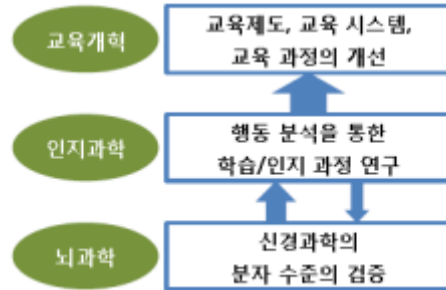 교육개혁
교육제도, 교육 시스템,
교육 과정의 개선
인지과학
행동 분석을 통한
학습/인지 과정 연구
뇌과학
신경과학의
분자 수준의 검증